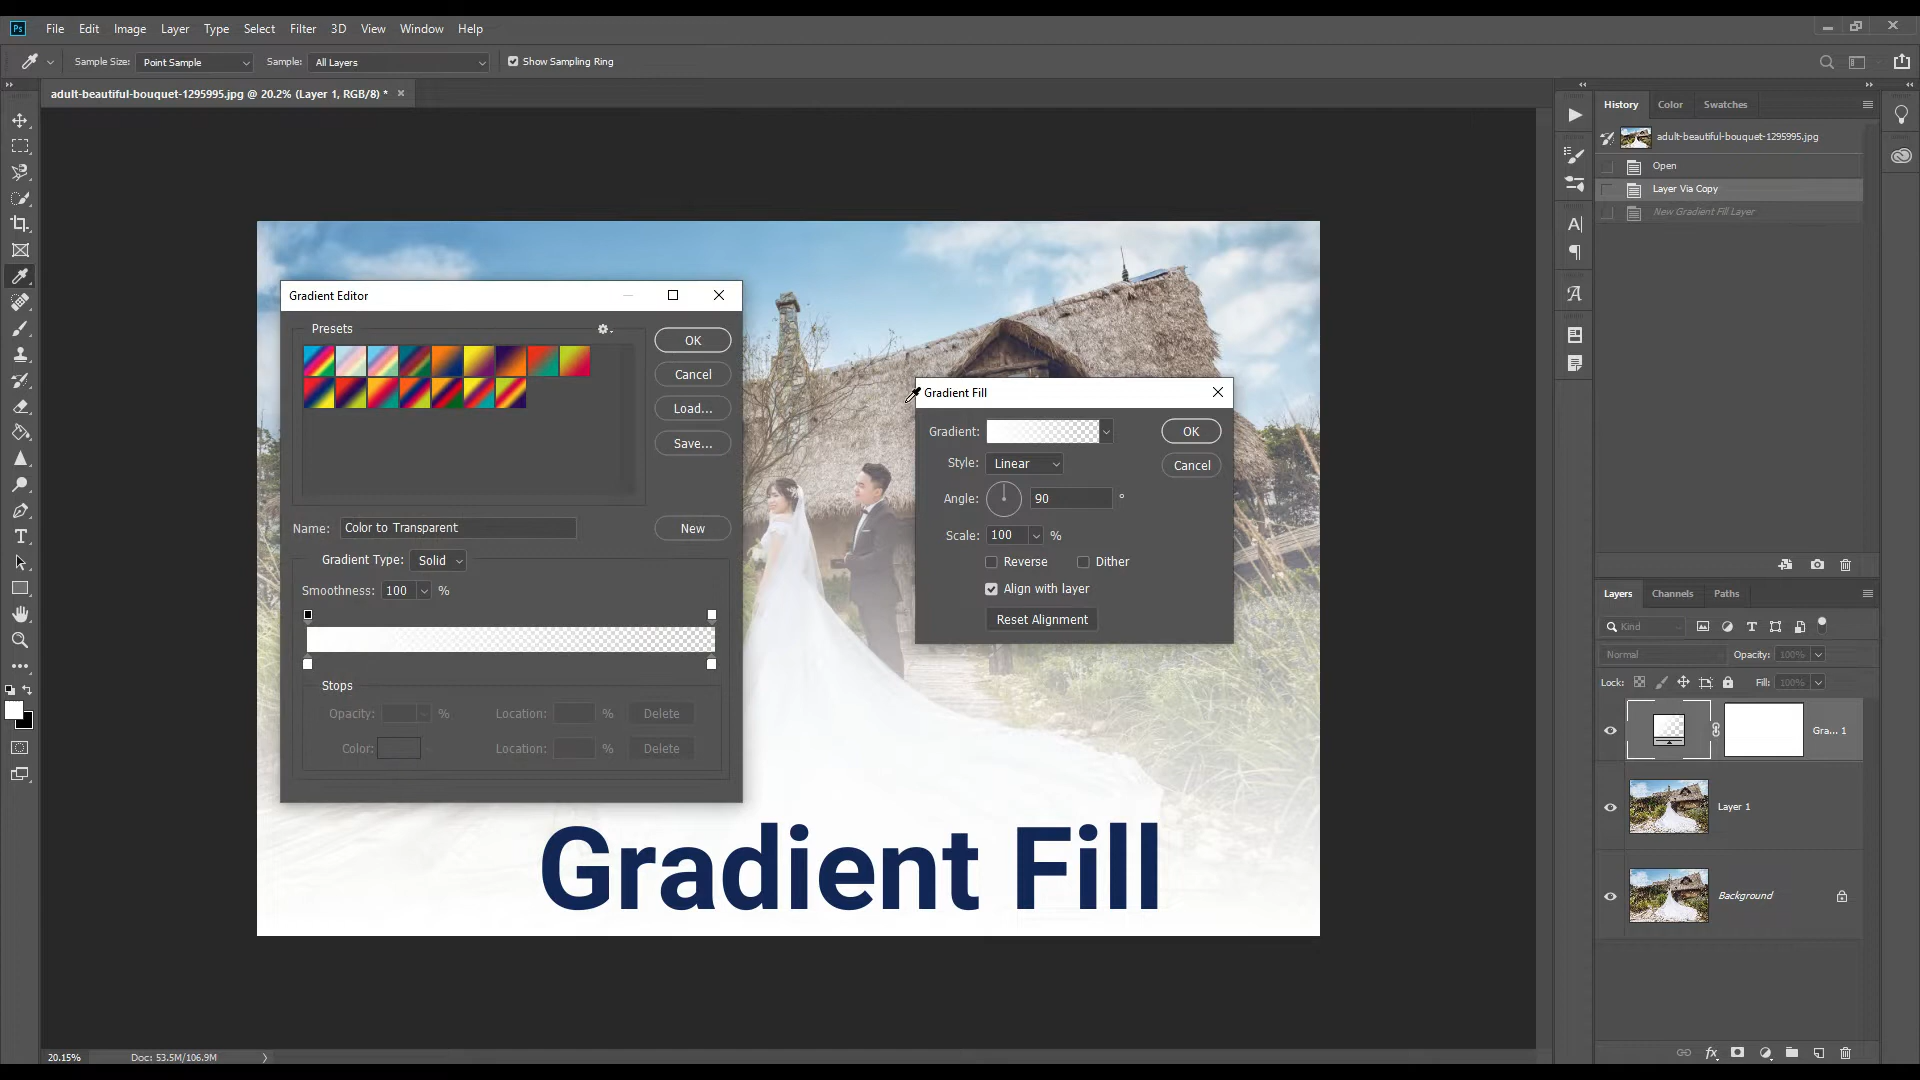 Ps File Edit Image Layer Type Select Filter 3D View Window Help
Sample Size: Point Sample Sample: All Layers Show Sampling Ring
adult-beautiful-bouquet-1295995.jpg @ 20.2% (Layer 1, RGB/8) *
History Color Swatches
adult-beautiful-bouquet-1295995.jpg
Open
Layer Via Copy
New Gradient Fill Layer
Gradient Editor
Presets
OK
Cancel
Load...
Save...
Name: Color to Transparent New
Gradient Type: Solid
Smoothness: 100 %
Stops
Opacity: % Location: % Delete
Color: Location: % Delete
Gradient Fill
Gradient: OK
Style: Linear Cancel
Angle: 90 °
Scale: 100 %
Reverse Dither
Align with layer
Reset Alignment
Gradient Fill
Layers Channels Paths
Kind
Normal Opacity: 100%
Lock: Fill: 100%
Gra... 1
Layer 1
Background
fx
20.15% Doc: 53.5M/106.9M